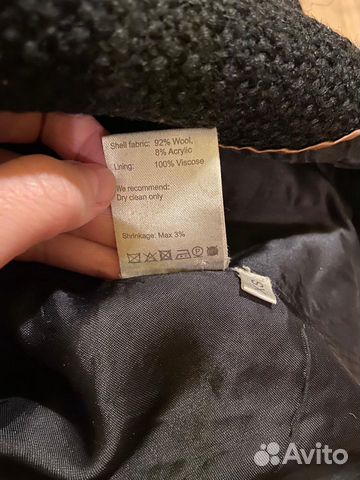 Shell fabric: 92% Wool,
8% Acrylic
Lining: 100% Viscose
We recommend:
Dry clean only
Shrinkage: Max 3%
P
S
Avito